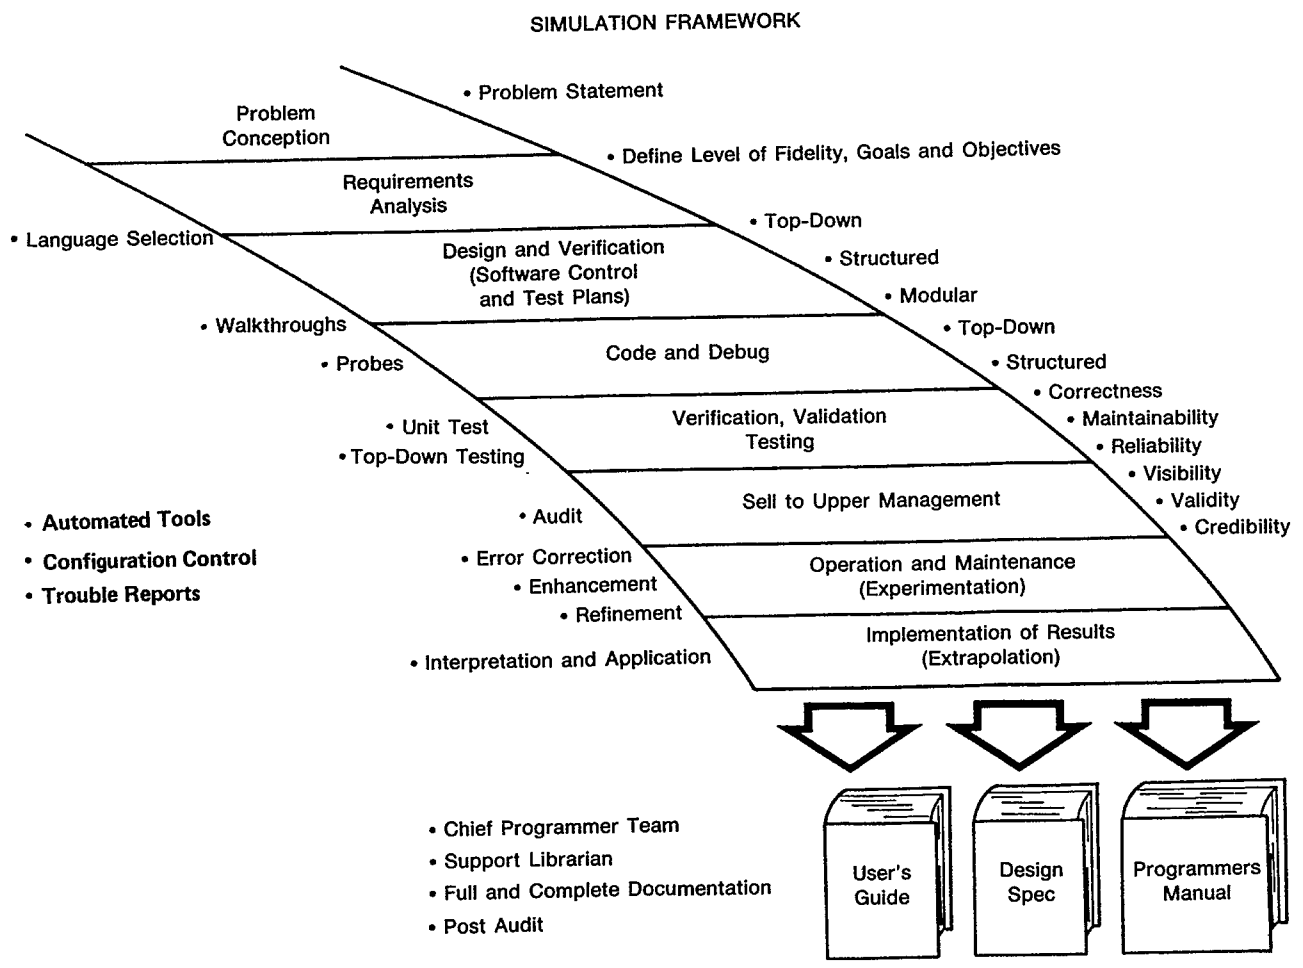 SIMULATION FRAMEWORK
• Problem Statement
Problem
Conception
• Define Level of Fidelity, Goals and Objectives
Requirements
Analysis
• Top-Down
• Language Selection
Design and Verification
(Software Control
and Test Plans)
• Structured
• Modular
• Walkthroughs
• Top-Down
Code and Debug
• Probes
• Structured
• Correctness
Verification, Validation
Testing
• Maintainability
• Unit Test
• Reliability
• Top-Down Testing
• Visibility
Sell to Upper Management
• Validity
• Automated Tools
• Audit
• Credibility
• Configuration Control
• Error Correction
Operation and Maintenance
(Experimentation)
• Enhancement
• Trouble Reports
• Refinement
Implementation of Results
(Extrapolation)
• Interpretation and Application
• Chief Programmer Team
• Support Librarian
• Full and Complete Documentation
• Post Audit
User's
Guide
Design
Spec
Programmers
Manual